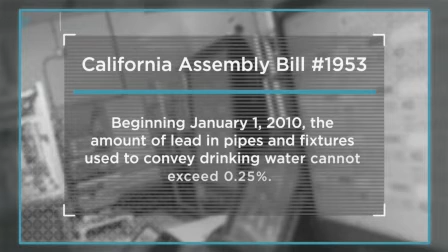 California Assembly Bill #1953
Beginning January 1, 2010, the
amount of lead in pipes and fixtures
used to convey drinking water cannot
exceed 0.25%.